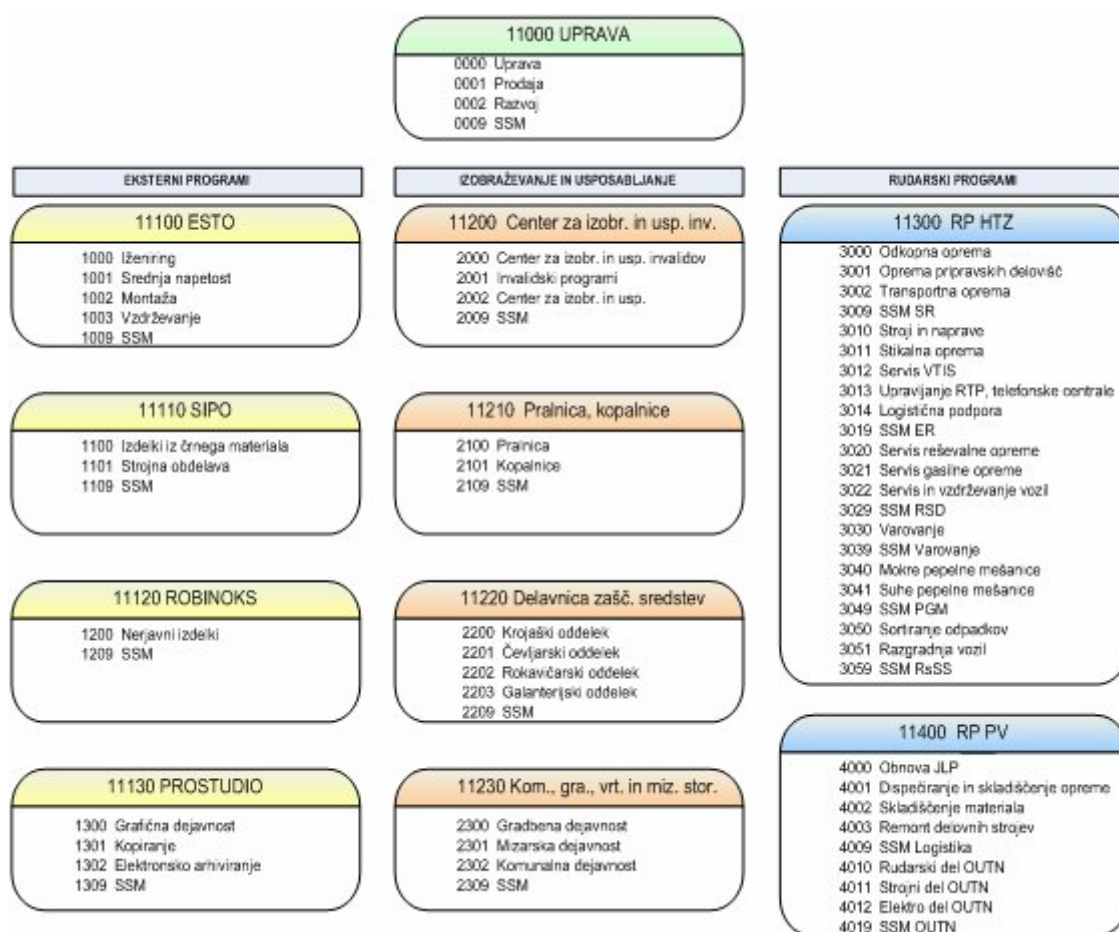 11000 UPRAVA
0000 Uprava
0001 Prodaja
0002 Razvoj
0009 SSM
EKSTERNI PROGRAMI
11100 ESTO
1000 Iženiring
1001 Srednja napetost
1002 Montaža
1003 Vzdrževanje
1009 SSM
11110 SIPO
1100 Izdelki iz črnega materiala
1101 Strojna obdelava
1109 SSM
11120 ROBINOKS
1200 Nerjavni izdelki
1209 SSM
11130 PROSTUDIO
1300 Grafična dejavnost
1301 Kopiranje
1302 Elektronsko arhiviranje
1309 SSM
IZOBRAŽEVANJE IN USPOSABLJANJE
11200 Center za izobr. in usp. inv.
2000 Center za izobr. in usp. invalidov
2001 Invalidski programi
2002 Center za izobr. in usp.
2009 SSM
11210 Pralnica, kopalnice
2100 Pralnica
2101 Kopalnice
2109 SSM
11220 Delavnica zašč. sredstev
2200 Krojaški oddelek
2201 Čevljarski oddelek
2202 Rokavičarski oddelek
2203 Galanterijski oddelek
2209 SSM
11230 Kom., gra., vrt. in miz. stor.
2300 Gradbena dejavnost
2301 Mizarska dejavnost
2302 Komunalna dejavnost
2309 SSM
RUDARSKI PROGRAMI
11300 RP HTZ
3000 Odkopna oprema
3001 Oprema pripravskih delovišč
3002 Transportna oprema
3009 SSM SR
3010 Stroji in naprave
3011 Stikalna oprema
3012 Servis VTIS
3013 Upravljanje RTP, telefonske centrale
3014 Logistična podpora
3019 SSM ER
3020 Servis reševalne opreme
3021 Servis gasilne opreme
3022 Servis in vzdrževanje vozil
3029 SSM RSD
3030 Varovanje
3039 SSM Varovanje
3040 Mokre pepelne mešanice
3041 Suhe pepelne mešanice
3049 SSM PGM
3050 Sortiranje odpadkov
3051 Razgradnja vozil
3059 SSM RsSS
11400 RP PV
4000 Obnova JLP
4001 Dispečiranje in skladiščenje opreme
4002 Skladiščenje materiala
4003 Remont delovnih strojev
4009 SSM Logistika
4010 Rudarski del OUTN
4011 Strojni del OUTN
4012 Elektro del OUTN
4019 SSM OUTN